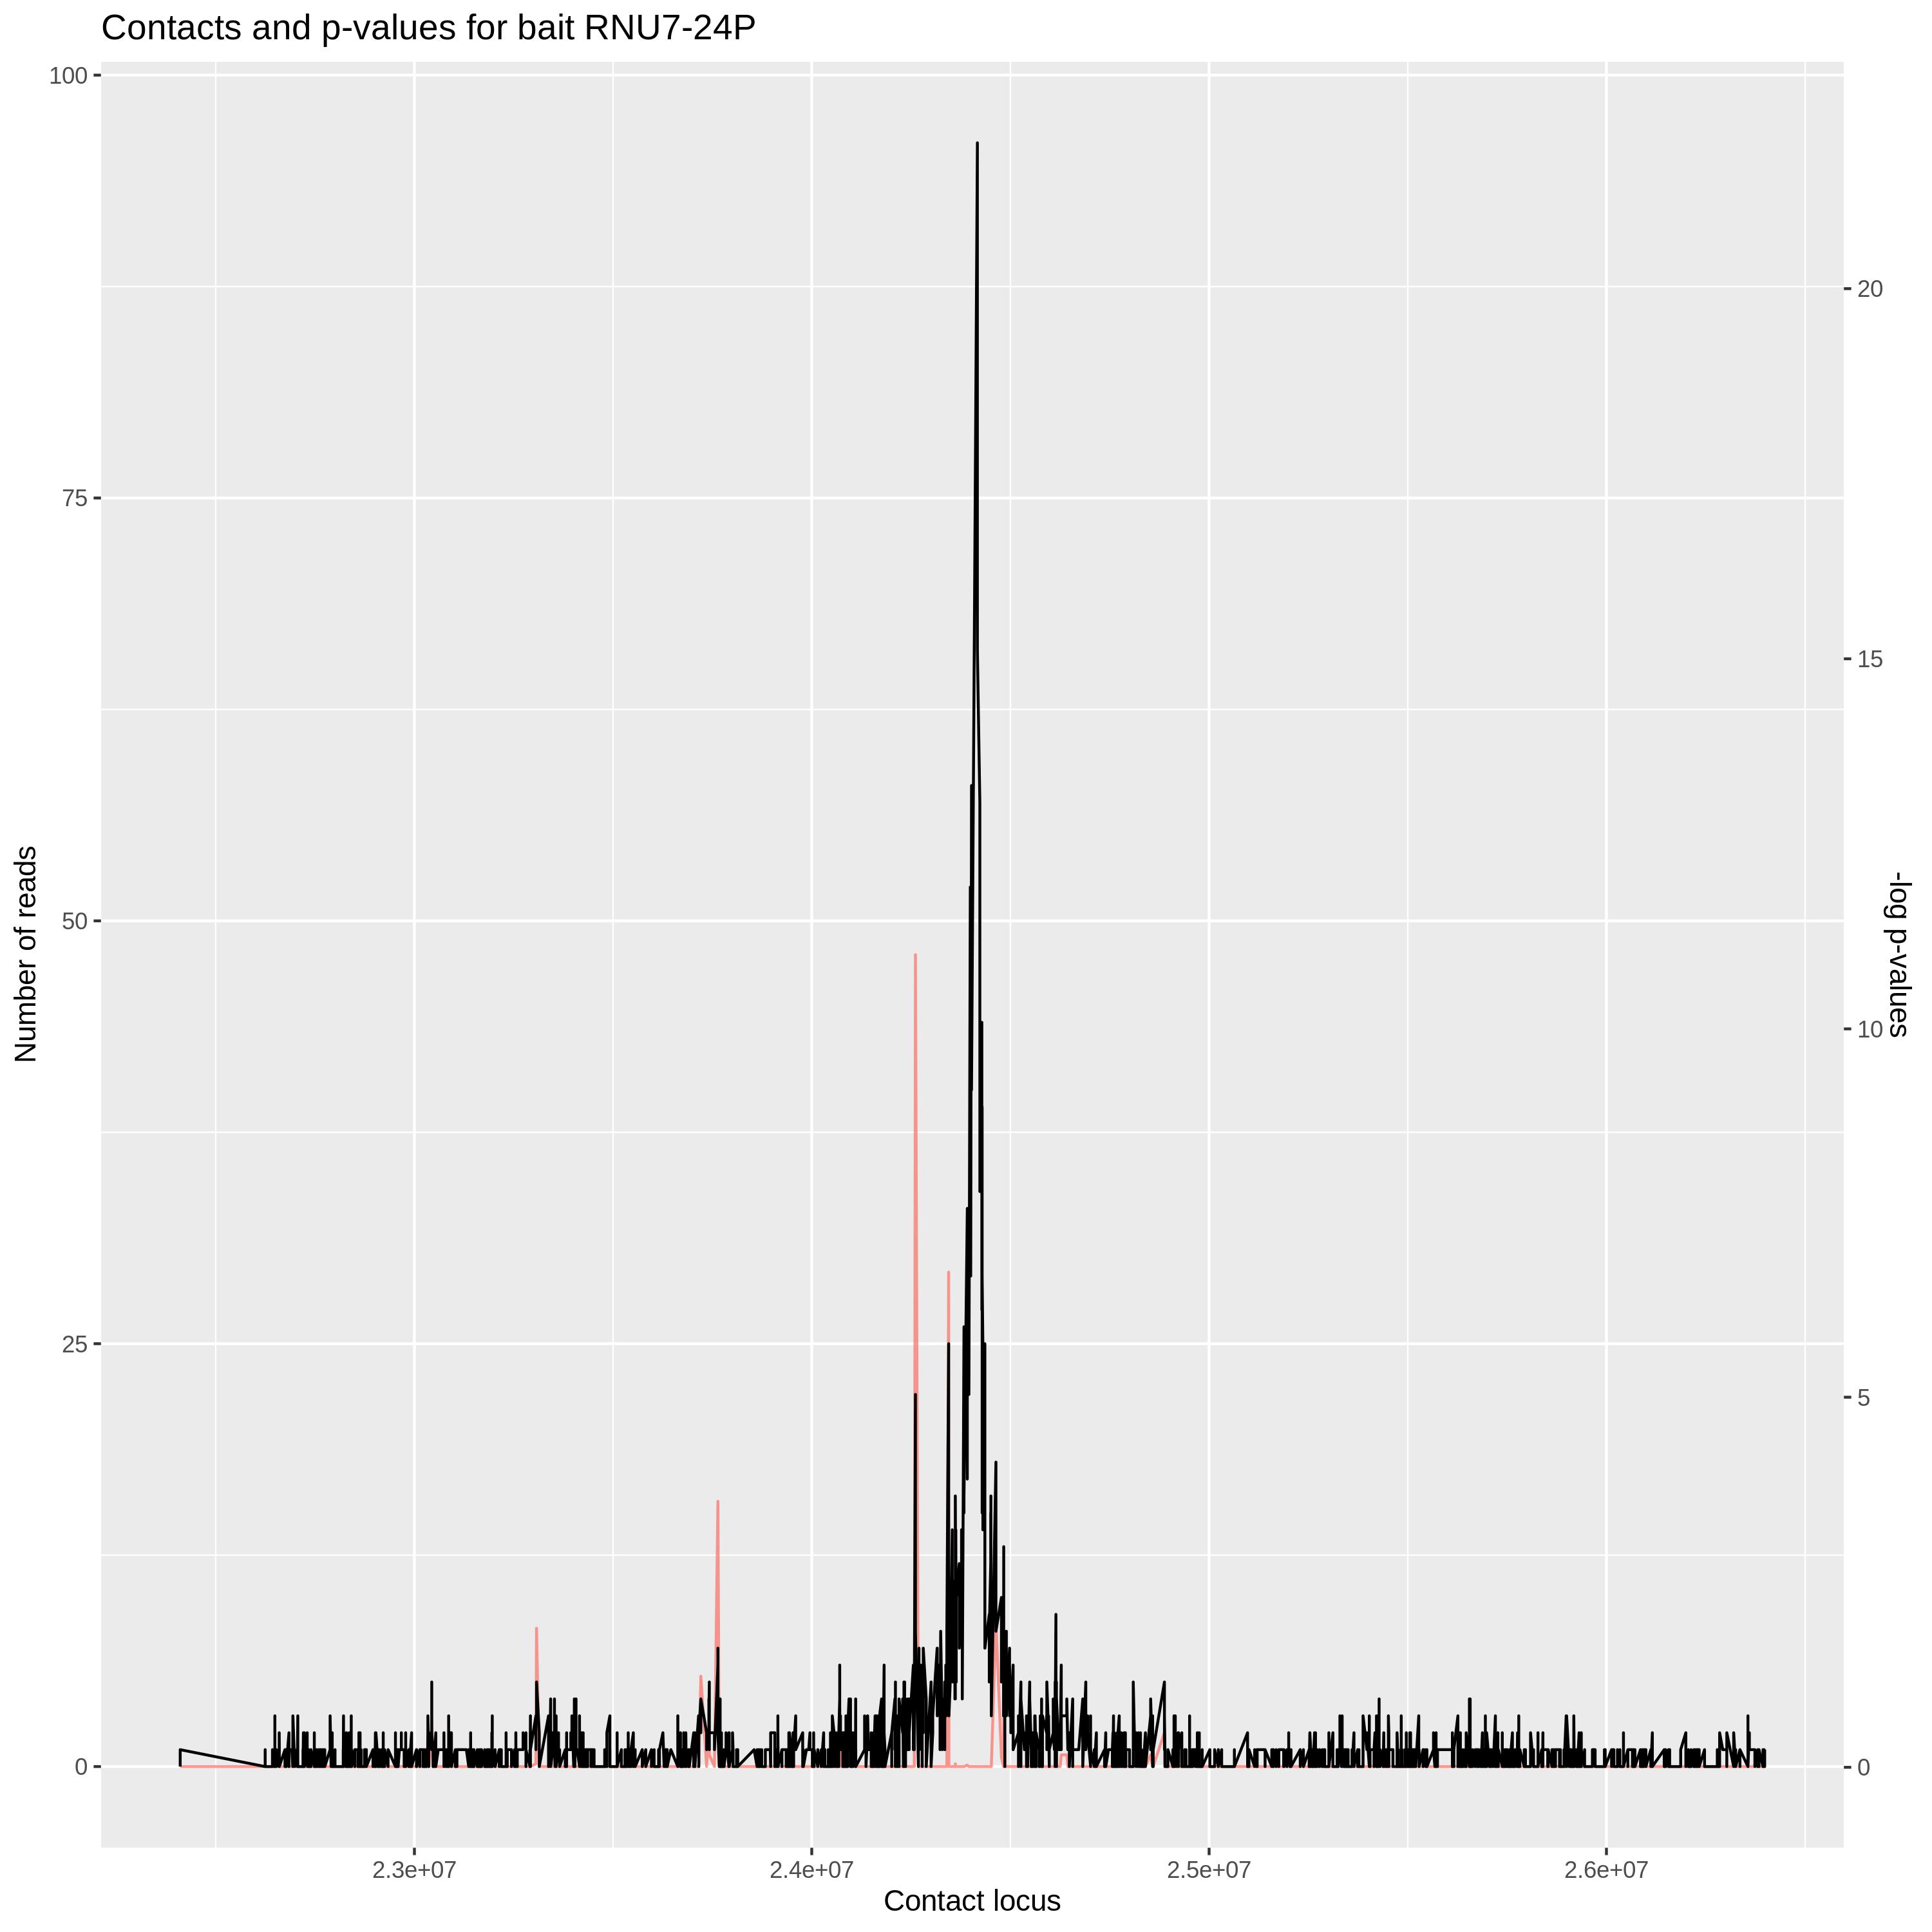 Contacts and p-values for bait RNU7-24P
100
75
50
25
0
Number of reads
20
15
10
5
0
-log p-values
2.3e+07
2.4e+07
2.5e+07
2.6e+07
Contact locus